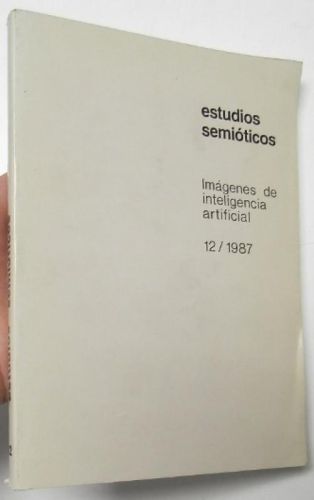 estudios
semióticos
Imágenes de
inteligencia
artificial
12 / 1987